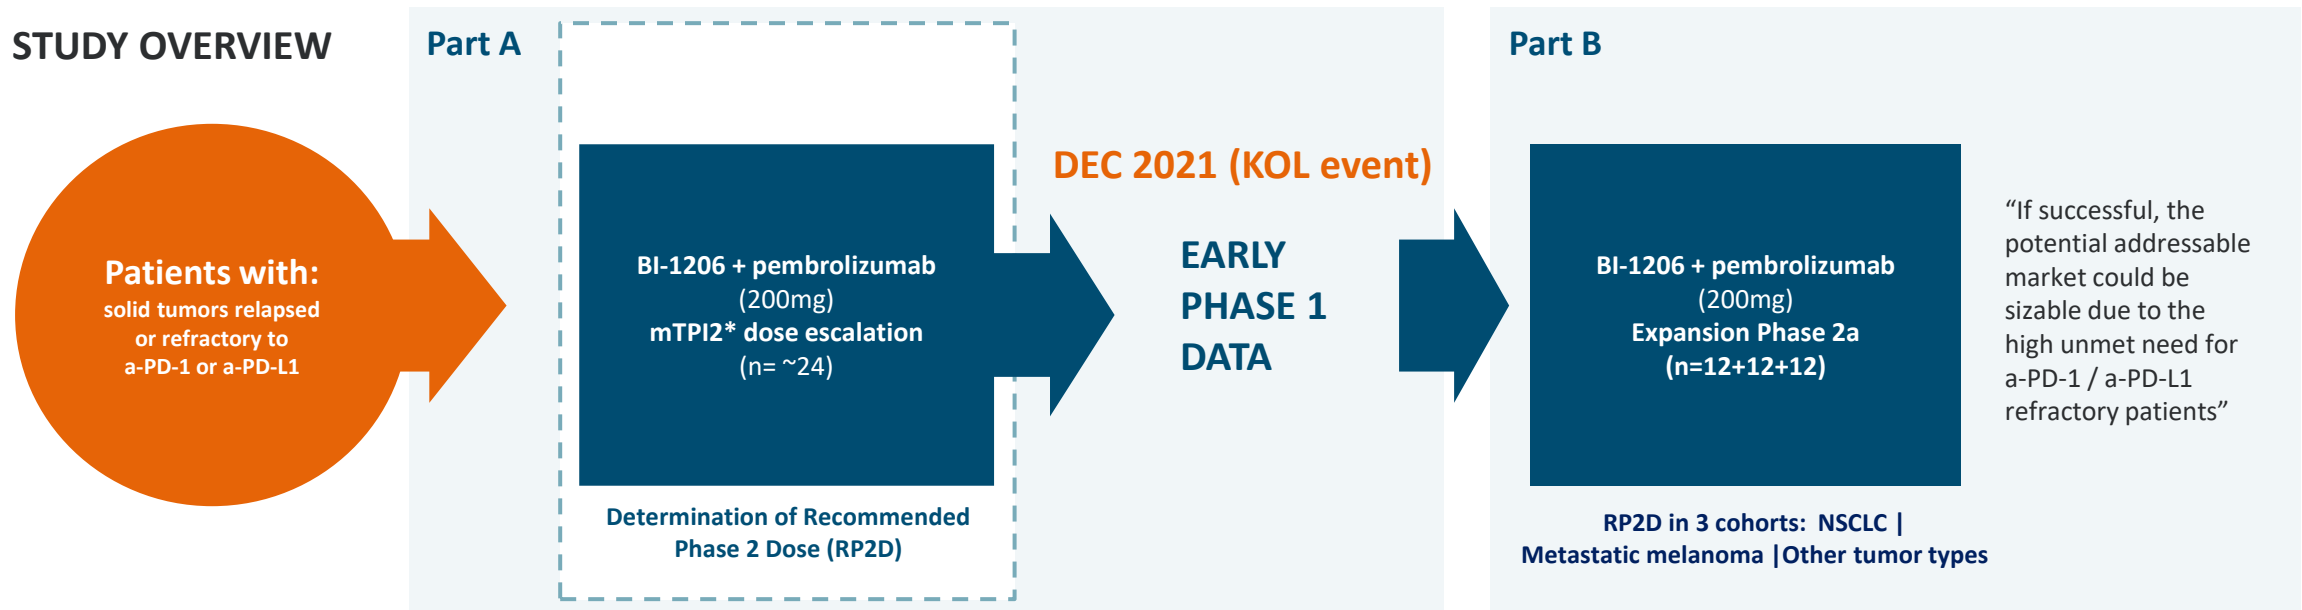 STUDY OVERVIEW
Patients with:
solid tumors relapsed
or refractory to
a-PD-1 or a-PD-L1
Part A
BI-1206 + pembrolizumab
(200mg)
mTPI2* dose escalation
(n= ~24)
Determination of Recommended
Phase 2 Dose (RP2D)
DEC 2021 (KOL event)
EARLY
PHASE 1
DATA
Part B
BI-1206 + pembrolizumab
(200mg)
Expansion Phase 2a
(n=12+12+12)
RP2D in 3 cohorts: NSCLC |
Metastatic melanoma |Other tumor types
“If successful, the
potential addressable
market could be
sizable due to the
high unmet need for
a-PD-1 / a-PD-L1
refractory patients”